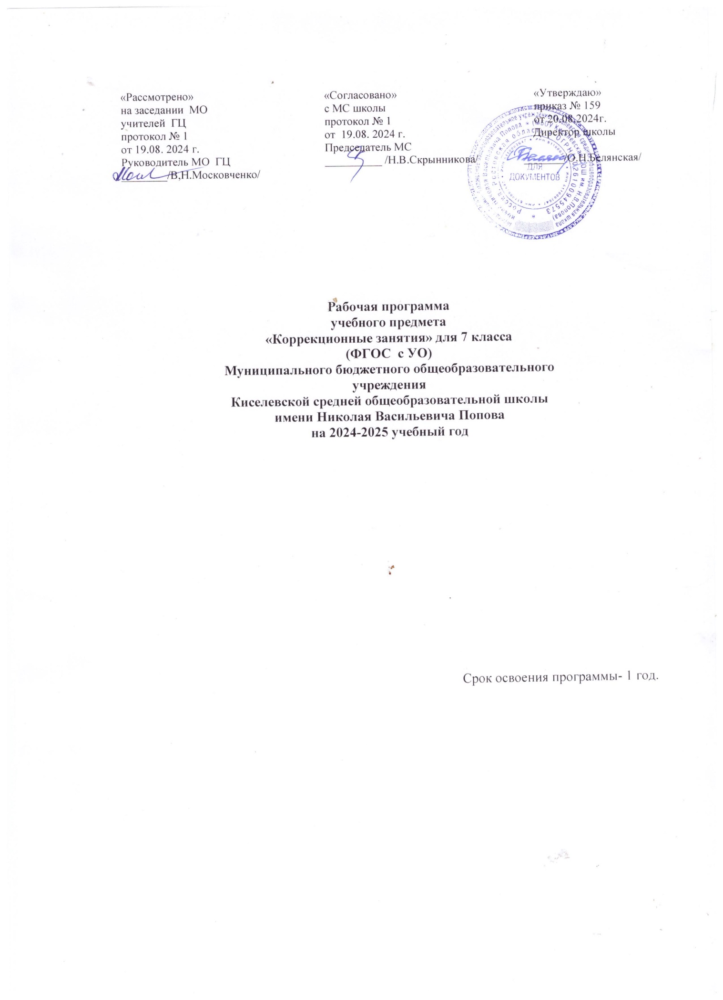 «Рассмотрено»
на заседании МО
учителей ГЦ
протокол № 1
от 19.08. 2024 г.
Руководитель МО ГЦ
________/В,Н.Московченко/
«Согласовано»
с МС школы
протокол № 1
от 19.08. 2024 г.
Председатель МС
__________ /Н.В.Скрынникова/
«Утверждаю»
приказ № 159
от 20.08.2024г.
Директор школы
/О.Н.Белянская/
ДЛЯ
ДОКУМЕНТОВ
Рабочая программа
учебного предмета
«Коррекционные занятия» для 7 класса
(ФГОС с УО)
Муниципального бюджетного общеобразовательного
учреждения
Киселевской средней общеобразовательной школы
имени Николая Васильевича Попова
на 2024-2025 учебный год
Срок освоения программы- 1 год.